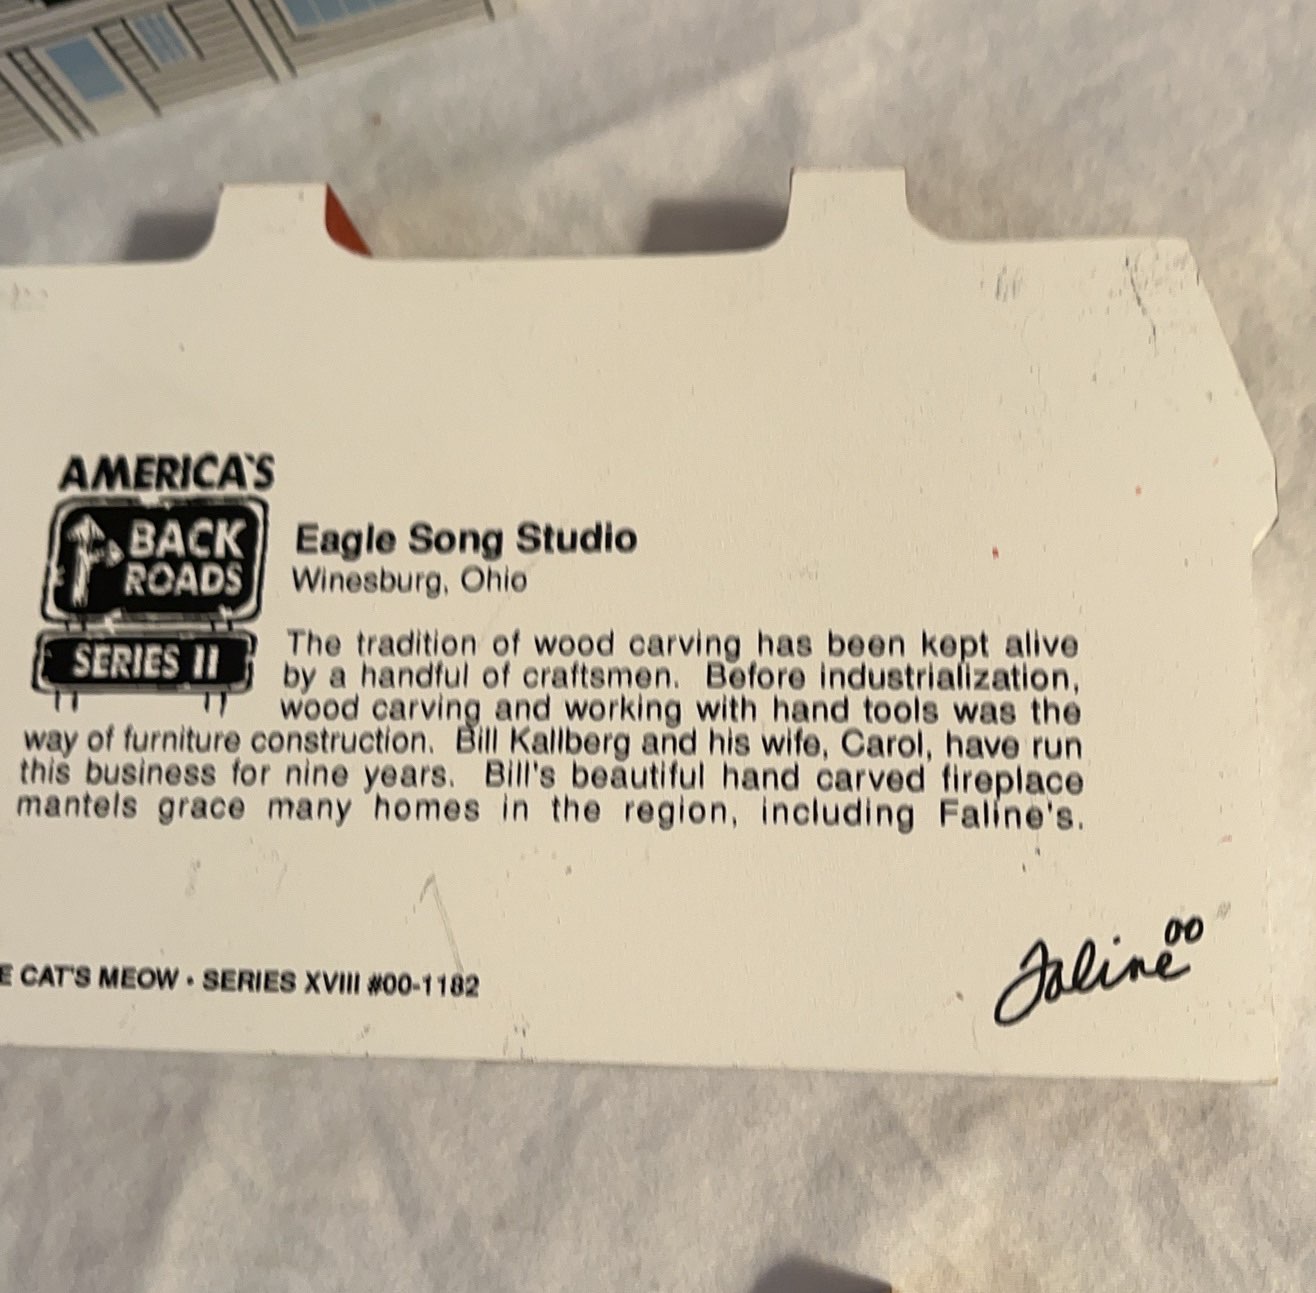 AMERICA'S
BACK
ROADS
SERIES II
Eagle Song Studio
Winesburg, Ohio
The tradition of wood carving has been kept alive
by a handful of craftsmen. Before industrialization,
wood carving and working with hand tools was the
way of furniture construction. Bill Kallberg and his wife, Carol, have run
this business for nine years. Bill's beautiful hand carved fireplace
mantels grace many homes in the region, including Faline's.
E CAT'S MEOW · SERIES XVIII #00-1182
Faline 00